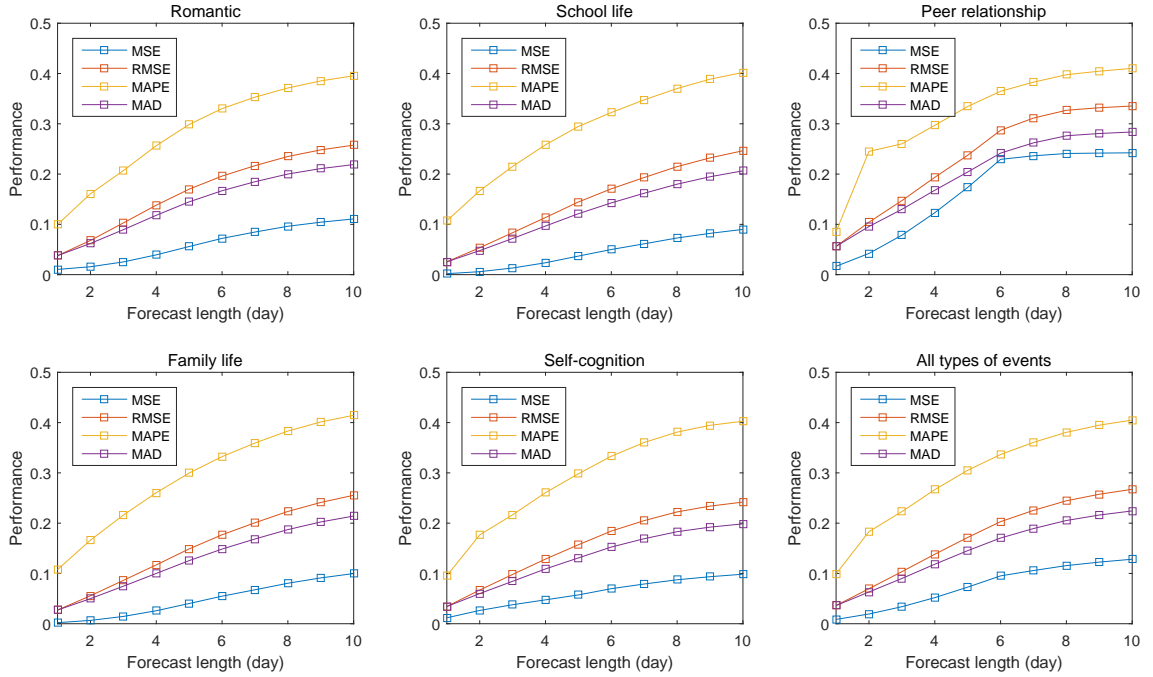 Romantic
0.5
0.4
0.3
0.2
0.1
0
Performance
MSE
RMSE
MAPE
MAD
2 4 6 8 10
Forecast length (day)
School life
0.5
0.4
0.3
0.2
0.1
0
Performance
MSE
RMSE
MAPE
MAD
2 4 6 8 10
Forecast length (day)
Peer relationship
0.5
0.4
0.3
0.2
0.1
0
Performance
MSE
RMSE
MAPE
MAD
2 4 6 8 10
Forecast length (day)
Family life
0.5
0.4
0.3
0.2
0.1
0
Performance
MSE
RMSE
MAPE
MAD
2 4 6 8 10
Forecast length (day)
Self-cognition
0.5
0.4
0.3
0.2
0.1
0
Performance
MSE
RMSE
MAPE
MAD
2 4 6 8 10
Forecast length (day)
All types of events
0.5
0.4
0.3
0.2
0.1
0
Performance
MSE
RMSE
MAPE
MAD
2 4 6 8 10
Forecast length (day)